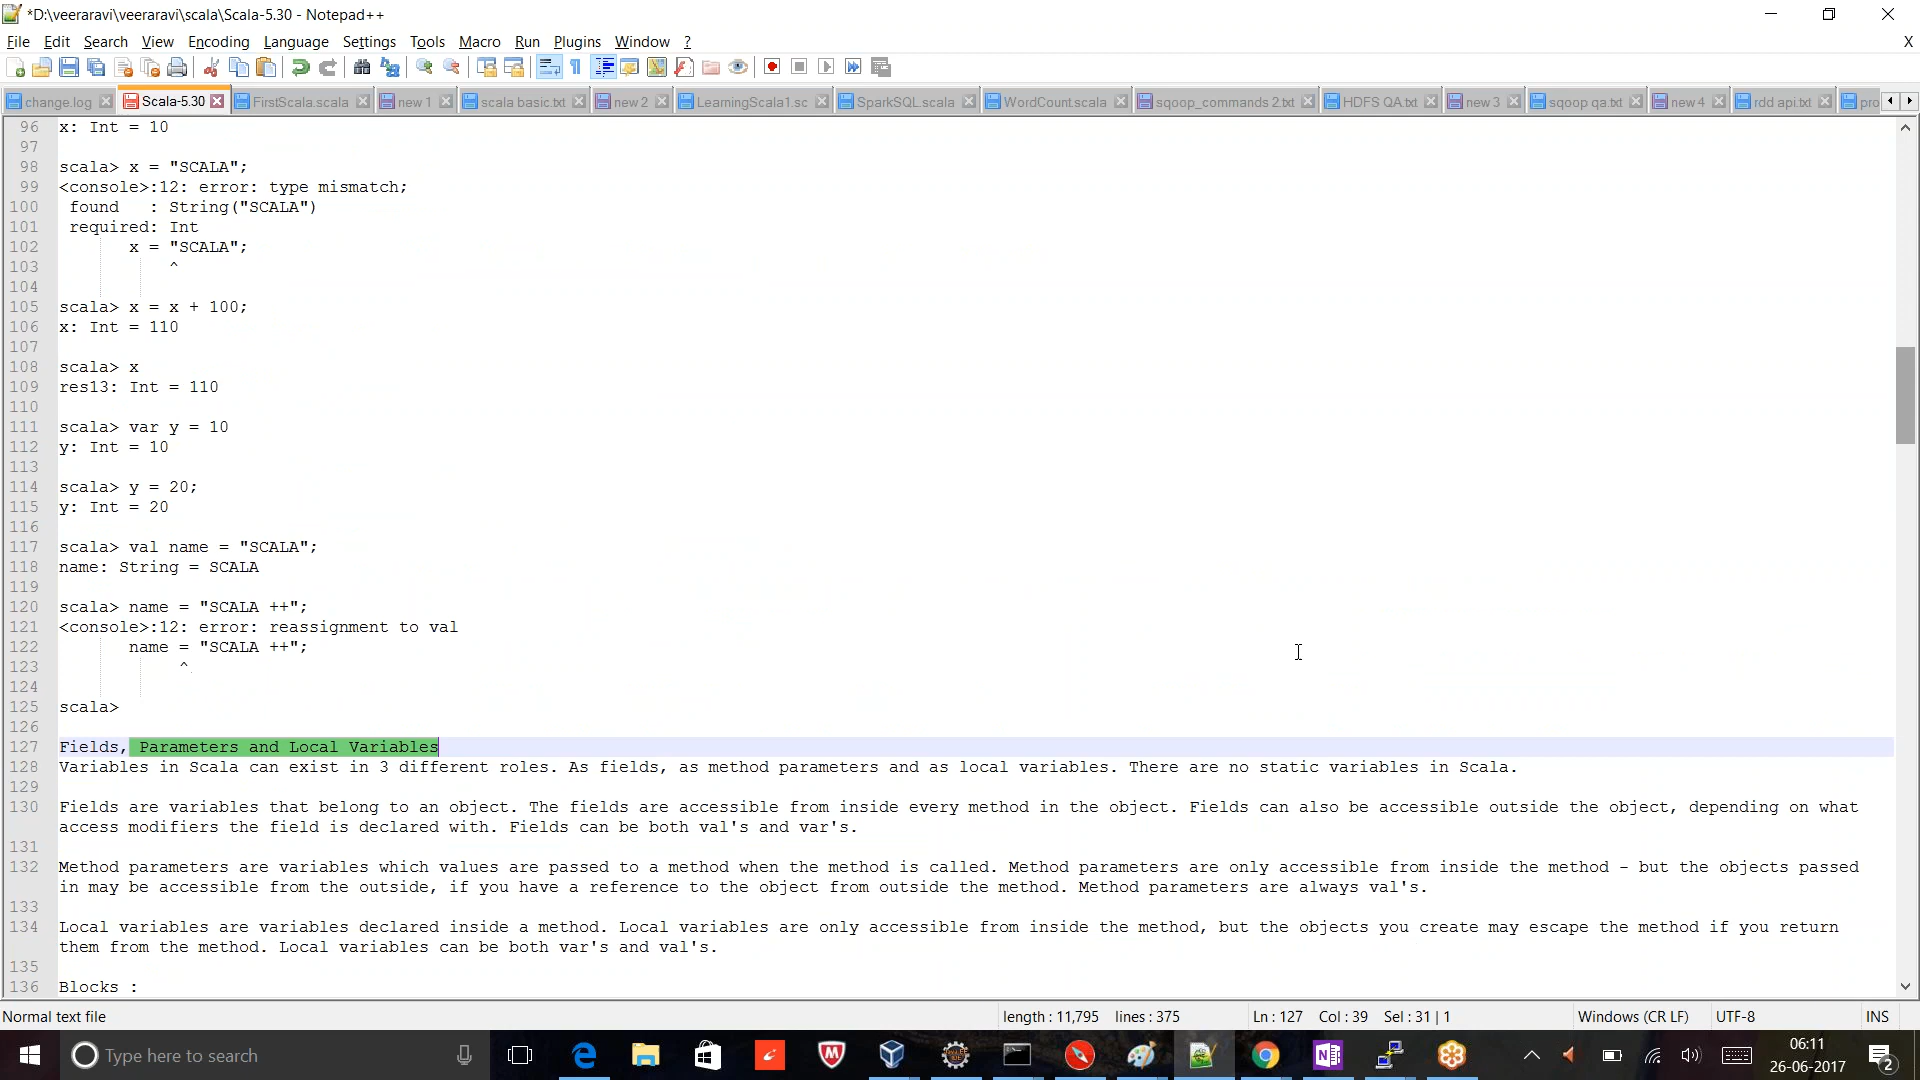 *D:\veeraravi\veeraravi\scala\Scala-5.30 - Notepad++
File Edit Search View Encoding Language Settings Tools Macro Run Plugins Window ? X
change.log Scala-5.30 FirstScala.scala new 1 scala basic.txt new 2 LearningScala1.sc SparkSQL.scala WordCount.scala sqoop_commands 2.txt HDFS QA.txt new 3 sqoop qa.txt new 4 rdd api.txt pro
96 x: Int = 10
97
98 scala> x = "SCALA";
99 <console>:12: error: type mismatch;
100 found : String("SCALA")
101 required: Int
102 x = "SCALA";
103 ^
104
105 scala> x = x + 100;
106 x: Int = 110
107
108 scala> x
109 res13: Int = 110
110
111 scala> var y = 10
112 y: Int = 10
113
114 scala> y = 20;
115 y: Int = 20
116
117 scala> val name = "SCALA";
118 name: String = SCALA
119
120 scala> name = "SCALA ++";
121 <console>:12: error: reassignment to val
122 name = "SCALA ++";
123 ^
124
125 scala>
126
127 Fields, Parameters and Local Variables
128 Variables in Scala can exist in 3 different roles. As fields, as method parameters and as local variables. There are no static variables in Scala.
129
130 Fields are variables that belong to an object. The fields are accessible from inside every method in the object. Fields can also be accessible outside the object, depending on what
access modifiers the field is declared with. Fields can be both val's and var's.
131
132 Method parameters are variables which values are passed to a method when the method is called. Method parameters are only accessible from inside the method - but the objects passed
in may be accessible from the outside, if you have a reference to the object from outside the method. Method parameters are always val's.
133
134 Local variables are variables declared inside a method. Local variables are only accessible from inside the method, but the objects you create may escape the method if you return
them from the method. Local variables can be both var's and val's.
135
136 Blocks :
Normal text file length : 11,795 lines : 375 Ln : 127 Col : 39 Sel : 31 | 1 Windows (CR LF) UTF-8 INS
Type here to search
06:11
26-06-2017
2